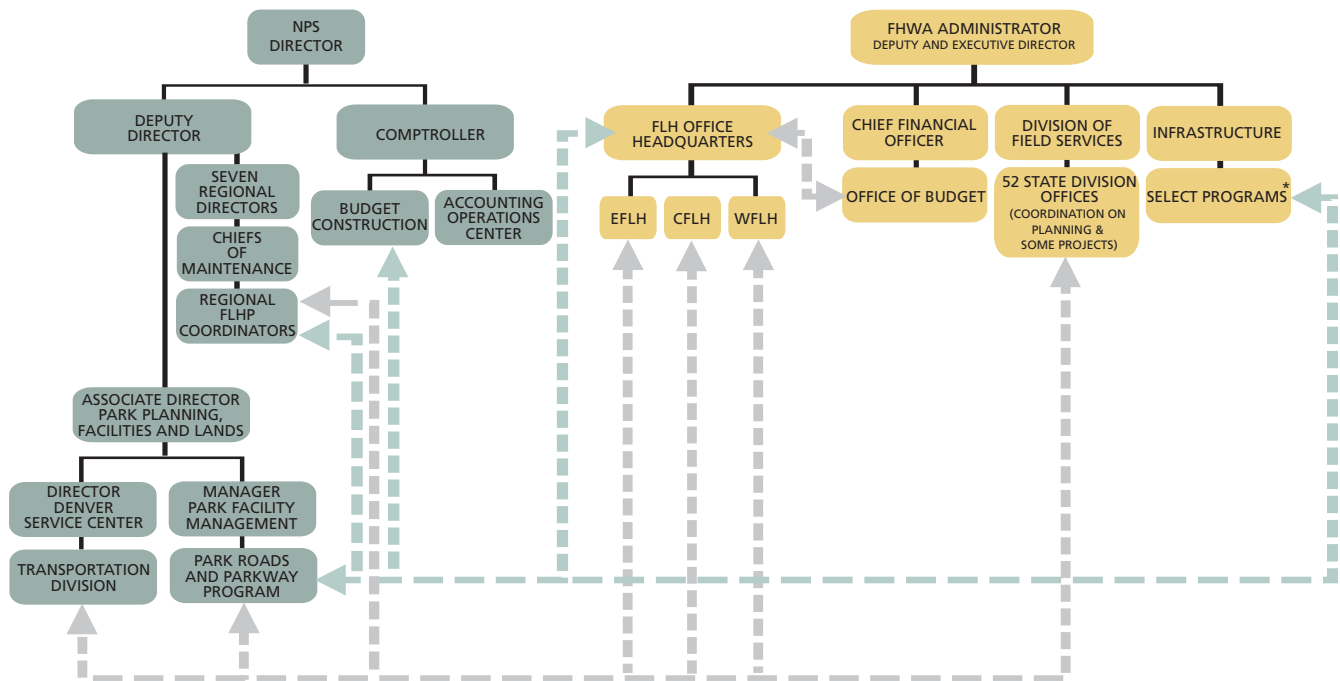 NPS
DIRECTOR
DEPUTY
DIRECTOR
COMPTROLLER
SEVEN
REGIONAL
DIRECTORS
CHIEFS
OF
MAINTENANCE
REGIONAL
FLHP
COORDINATORS
BUDGET
CONSTRUCTION
ACCOUNTING
OPERATIONS
CENTER
ASSOCIATE DIRECTOR
PARK PLANNING,
FACILITIES AND LANDS
DIRECTOR
DENVER
SERVICE CENTER
MANAGER
PARK FACILITY
MANAGEMENT
TRANSPORTATION
DIVISION
PARK ROADS
AND PARKWAY
PROGRAM
FHWA ADMINISTRATOR
DEPUTY AND EXECUTIVE DIRECTOR
FLH OFFICE
HEADQUARTERS
CHIEF FINANCIAL
OFFICER
DIVISION OF
FIELD SERVICES
INFRASTRUCTURE
EFLH
CFLH
WFLH
OFFICE OF BUDGET
52 STATE DIVISION
OFFICES
(COORDINATION ON
PLANNING &
SOME PROJECTS)
SELECT PROGRAMS*